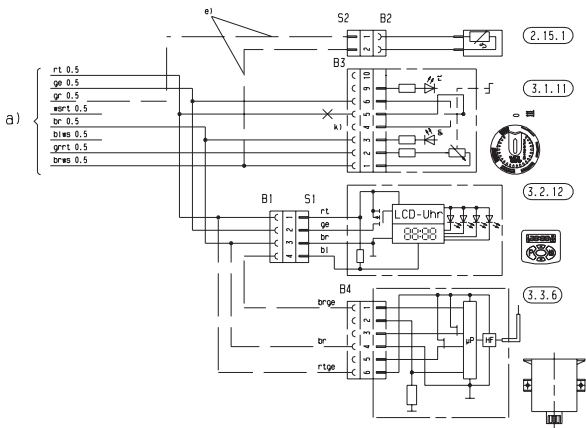 e)
S2 B2
1
2
2.15.1
B3
rt 0.5
ge 0.5
gr 0.5
wsrt 0.5
br 0.5
blws 0.5
grrt 0.5
brws 0.5
a)
10
9
6
5
k) 4
3
2
1
3.1.11
0
3.2.12
B1 S1
1 rt
2 ge
3 br
4 bl
LCD-Uhr
88:88
B4
3.3.6
brge 1
2
3
br 4
5
rtge 6
µP
HF